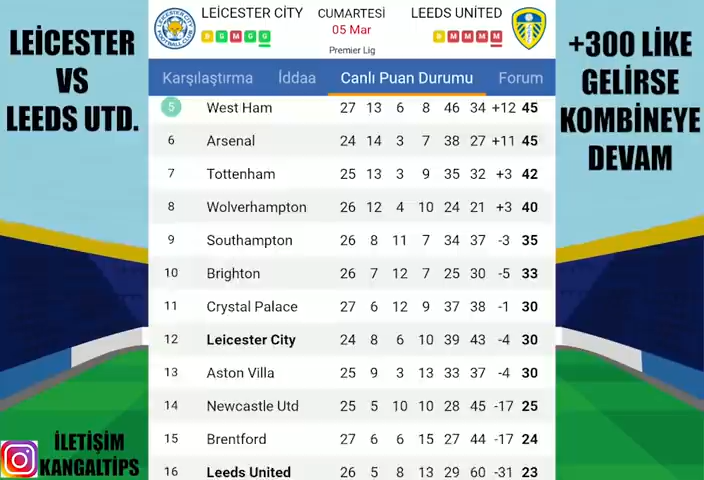 LEİCESTER
VS
LEEDS UTD.
LEİCESTER CITY
B G M G G
CUMARTESİ
05 Mar
Premier Lig
LEEDS UNITED
B M M M M
+300 LİKE
GELİRSE
KOMBİNEYE
DEVAM
Karşılaştırma İddaa Canlı Puan Durumu Forum
5 West Ham 27 13 6 8 46 34 +12 45
6 Arsenal 24 14 3 7 38 27 +11 45
7 Tottenham 25 13 3 9 35 32 +3 42
8 Wolverhampton 26 12 4 10 24 21 +3 40
9 Southampton 26 8 11 7 34 37 -3 35
10 Brighton 26 7 12 7 25 30 -5 33
11 Crystal Palace 27 6 12 9 37 38 -1 30
12 Leicester City 24 8 6 10 39 43 -4 30
13 Aston Villa 25 9 3 13 33 37 -4 30
14 Newcastle Utd 25 5 10 10 28 45 -17 25
15 Brentford 27 6 6 15 27 44 -17 24
16 Leeds United 26 5 8 13 29 60 -31 23
İLETİŞİM
KANGALTİPS